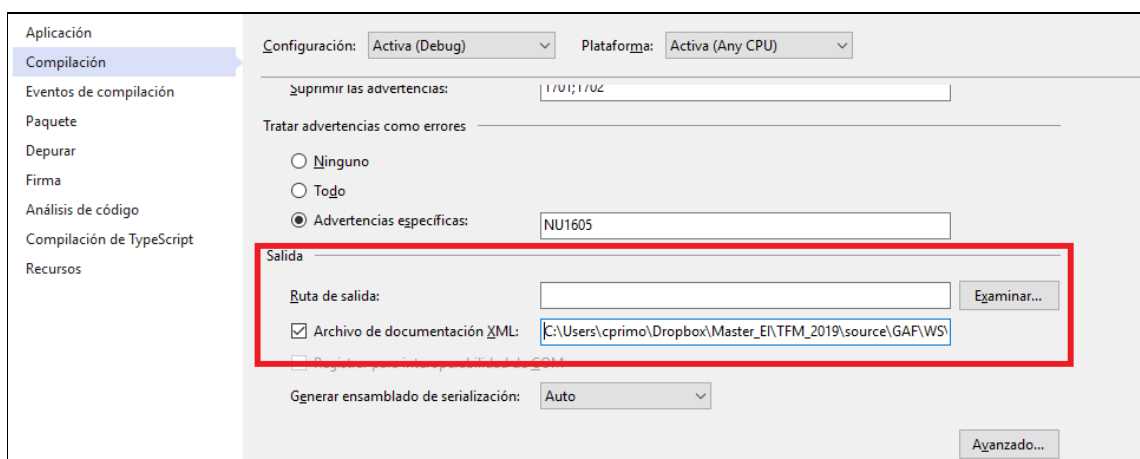 Aplicación
Compilación
Eventos de compilación
Paquete
Depurar
Firma
Análisis de código
Compilación de TypeScript
Recursos
Configuración: Activa (Debug) Plataforma: Activa (Any CPU)
Suprimir las advertencias: 1701;1702
Tratar advertencias como errores
Ninguno
Todo
Advertencias específicas: NU1605
Salida
Ruta de salida: Examinar...
Archivo de documentación XML: C:\Users\cprimo\Dropbox\Master_EI\TFM_2019\source\GAF\WS\
Registrar para interoperabilidad de COM
Generar ensamblado de serialización: Auto
Avanzado...